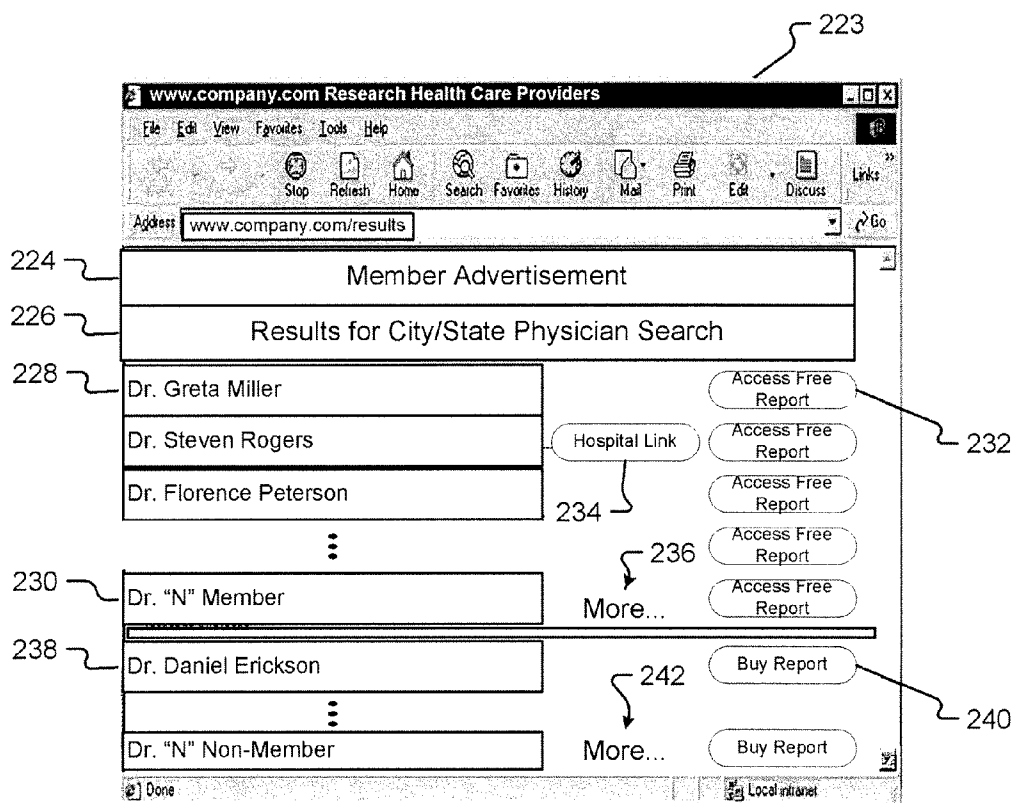 223
www.company.com Research Health Care Providers
File Edit View Favorites Tools Help
Stop Refresh Home Search Favorites History Mail Print Edit Discuss Links
Address www.company.com/results Go
224 Member Advertisement
226 Results for City/State Physician Search
228 Dr. Greta Miller Access Free Report
232
Dr. Steven Rogers Hospital Link Access Free Report
Dr. Florence Peterson Access Free Report
234
Access Free Report
236
230 Dr. "N" Member More... Access Free Report
238 Dr. Daniel Erickson Buy Report
242
240
Dr. "N" Non-Member More... Buy Report
Done Local intranet